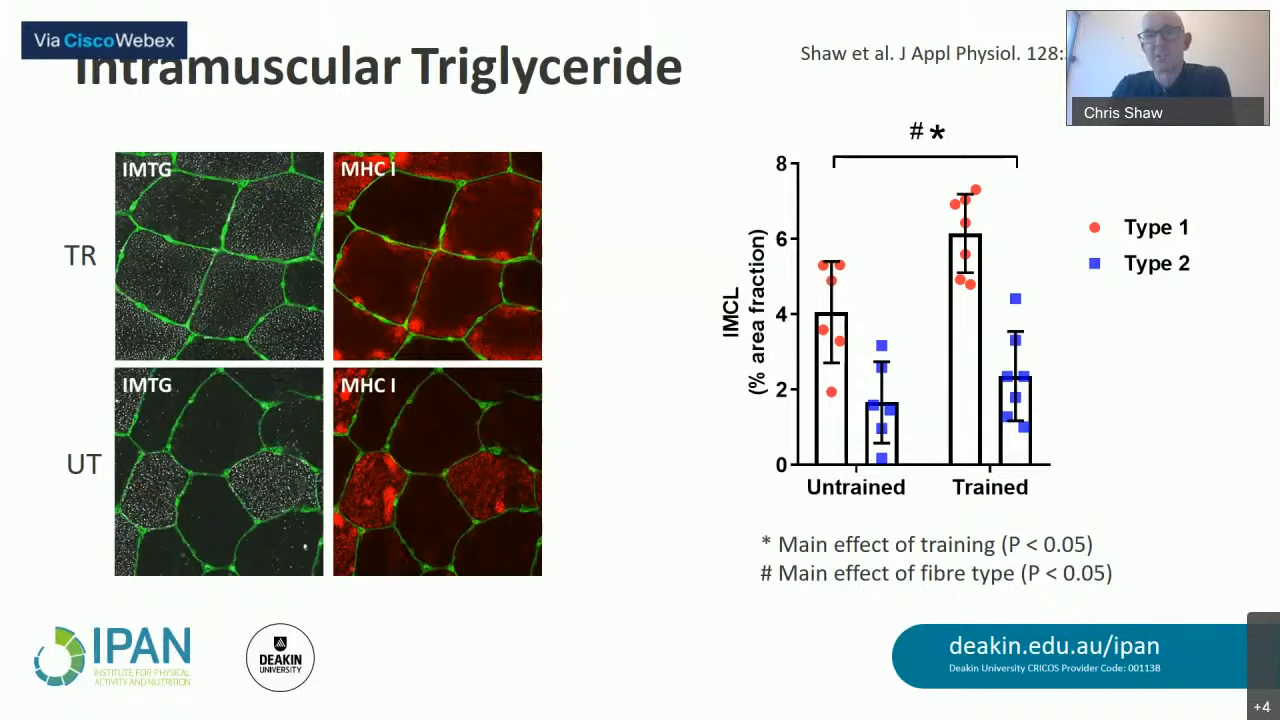 Via Cisco Webex
Intramuscular Triglyceride
Shaw et al. J Appl Physiol. 128:
Chris Shaw
IMTG
MHC I
TR
IMTG
MHC I
UT
# *
8
6
4
2
0
IMCL
(% area fraction)
Untrained
Trained
Type 1
Type 2
* Main effect of training (P < 0.05)
# Main effect of fibre type (P < 0.05)
IPAN
INSTITUTE FOR PHYSICAL
ACTIVITY AND NUTRITION
DEAKIN
UNIVERSITY
deakin.edu.au/ipan
Deakin University CRICOS Provider Code: 00113B
+4